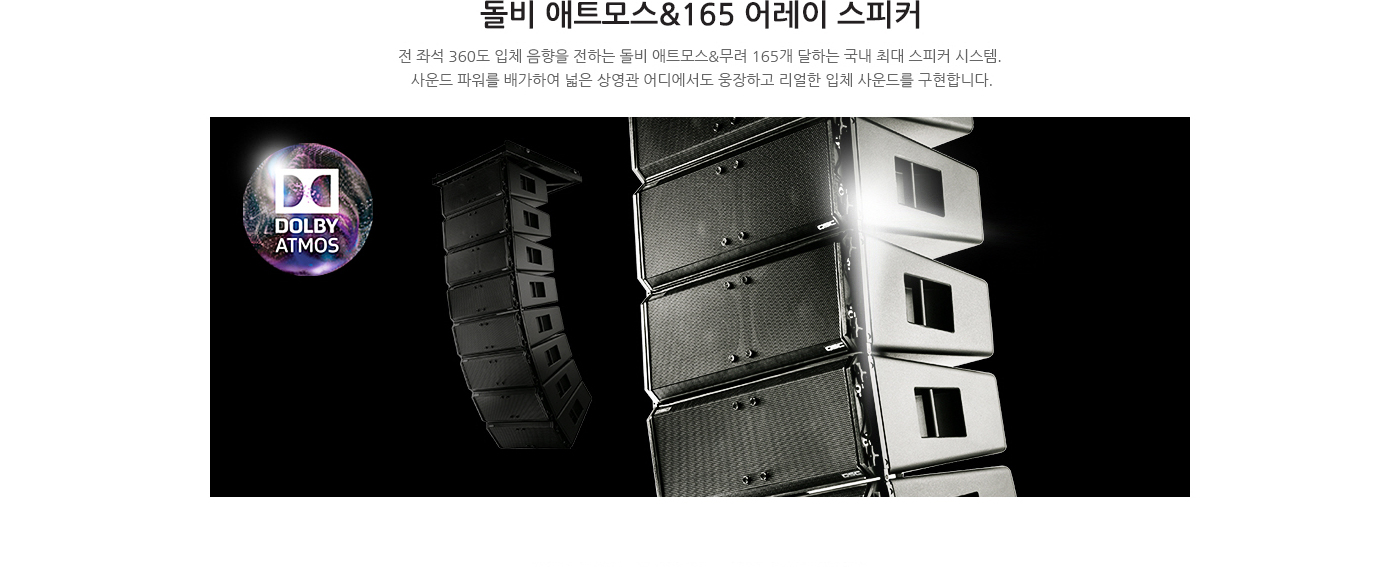 돌비 애트모스&165 어레이 스피커
전 좌석 360도 입체 음향을 전하는 돌비 애트모스&무려 165개 달하는 국내 최대 스피커 시스템.
사운드 파워를 배가하여 넓은 상영관 어디에서도 웅장하고 리얼한 입체 사운드를 구현합니다.
DOLBY
ATMOS
QSC
QSC
QSC